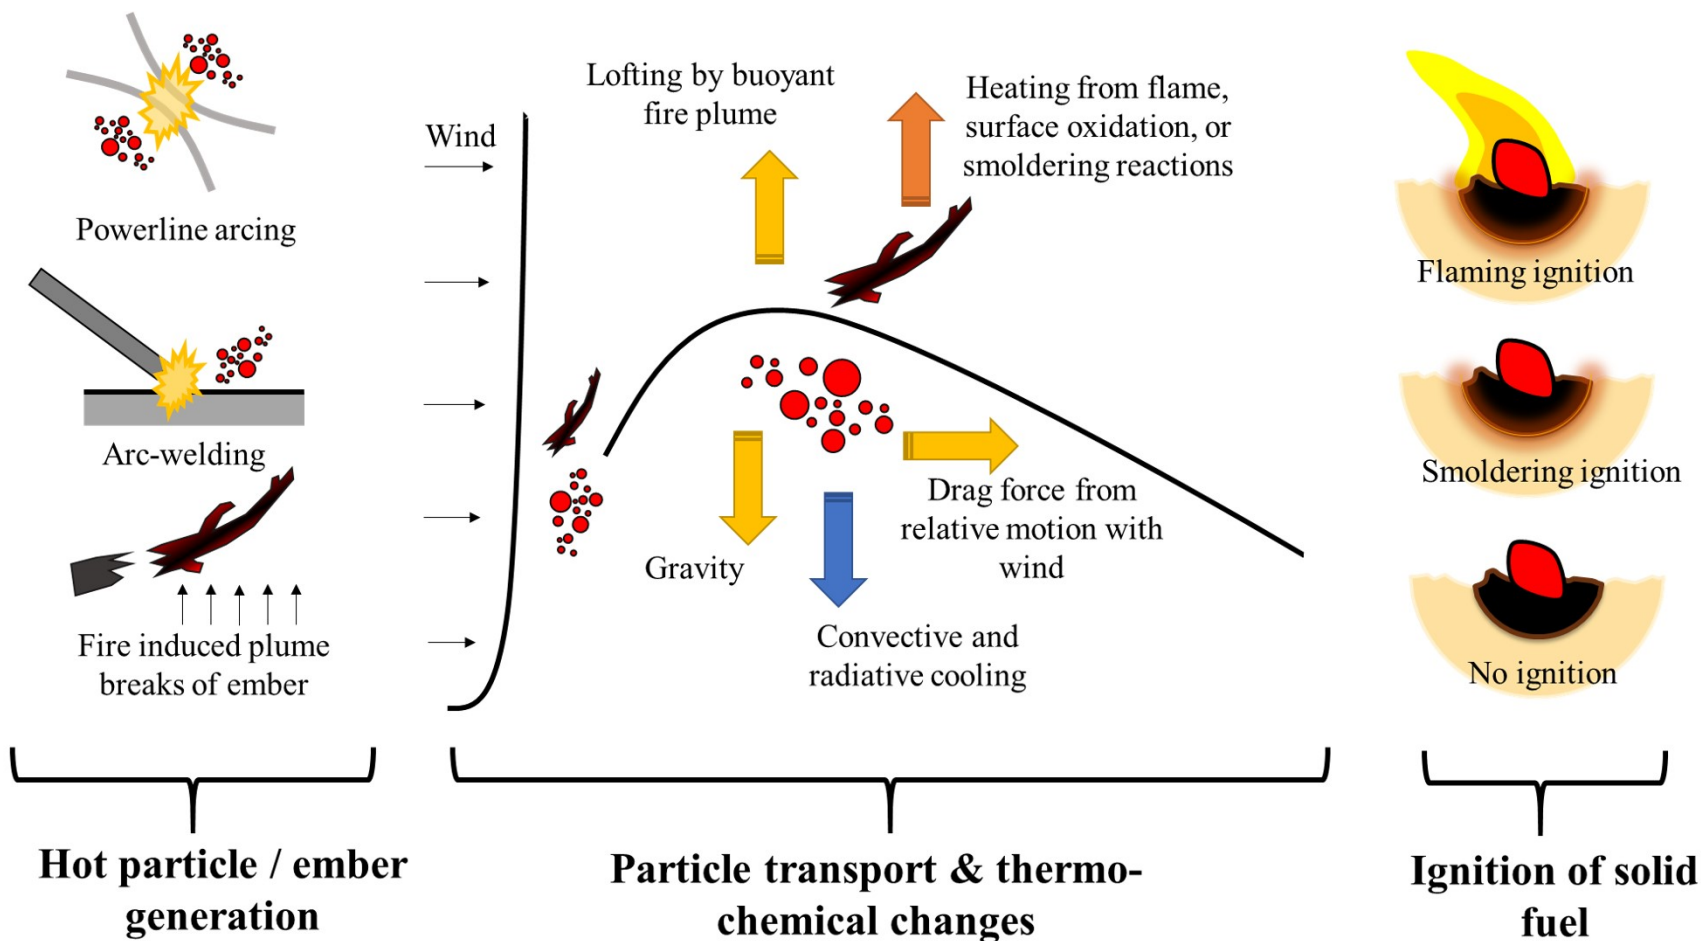 Powerline arcing
Arc-welding
Fire induced plume
breaks of ember
Hot particle / ember
generation
Wind
Lofting by buoyant
fire plume
Heating from flame,
surface oxidation, or
smoldering reactions
Gravity
Drag force from
relative motion with
wind
Convective and
radiative cooling
Particle transport & thermo-
chemical changes
Flaming ignition
Smoldering ignition
No ignition
Ignition of solid
fuel